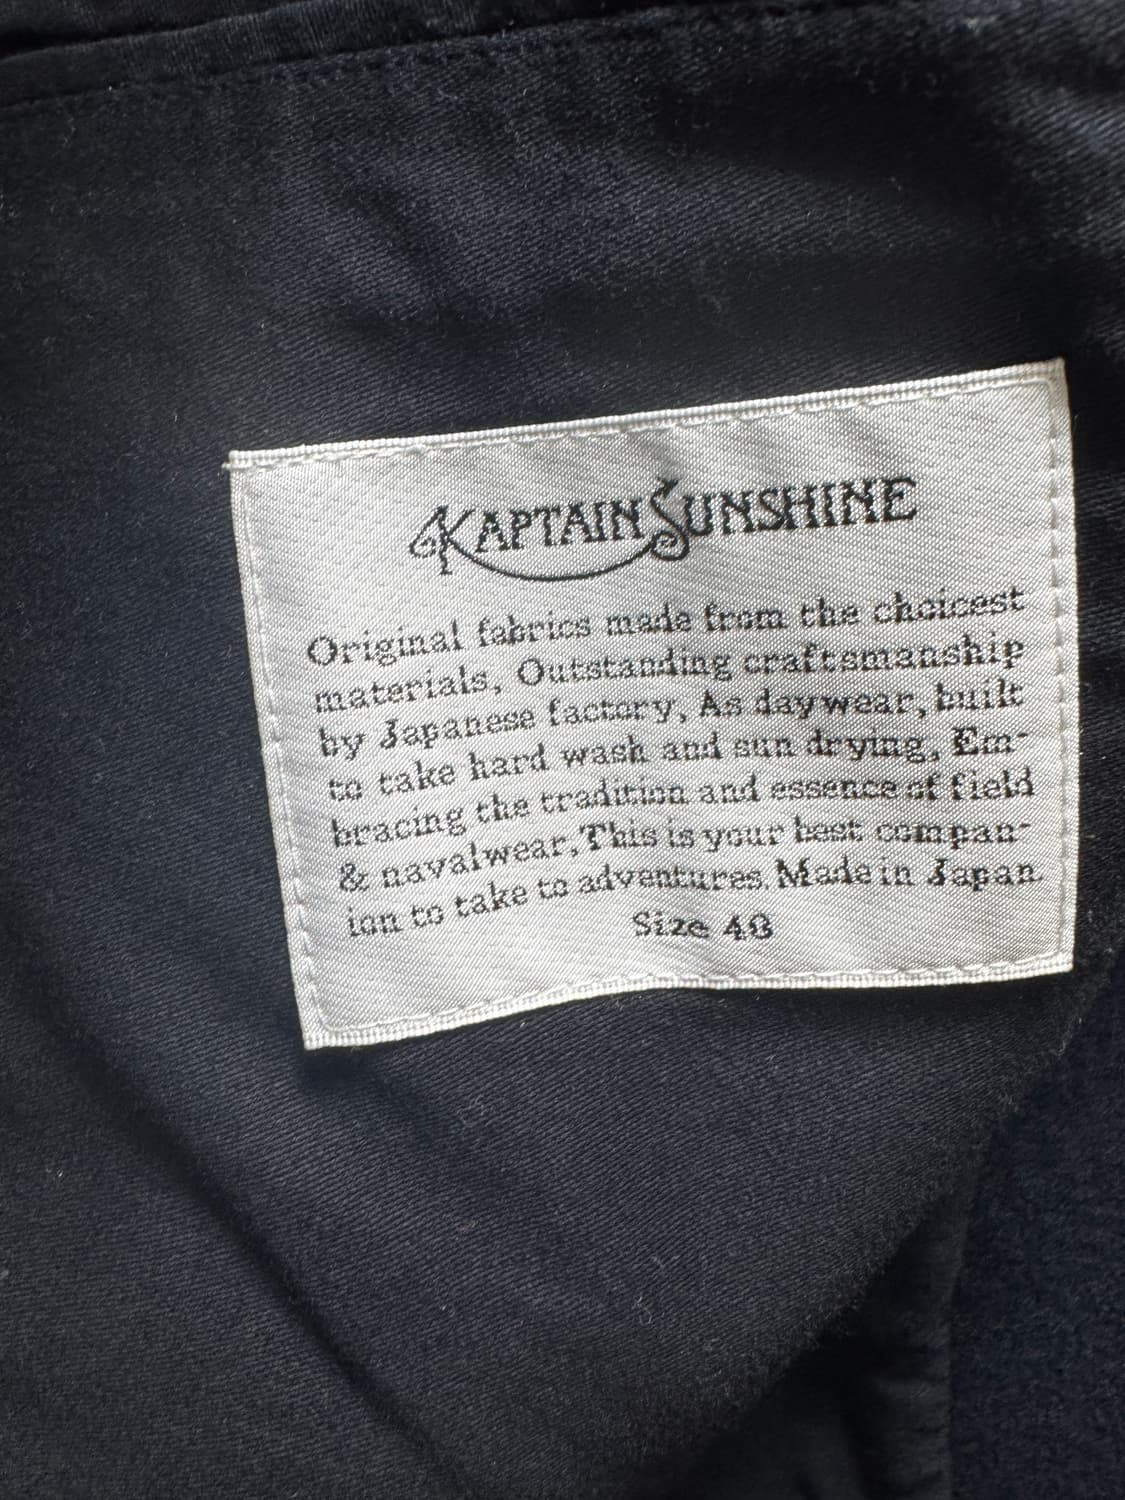 KAPTAIN SUNSHINE
Original fabrics made from the choicest
materials, Outstanding craftsmanship
by Japanese factory, As daywear, built
to take hard wash and sun drying, Em-
bracing the tradition and essence of field
& navalwear, This is your best compan-
ion to take to adventures. Made in Japan.
Size